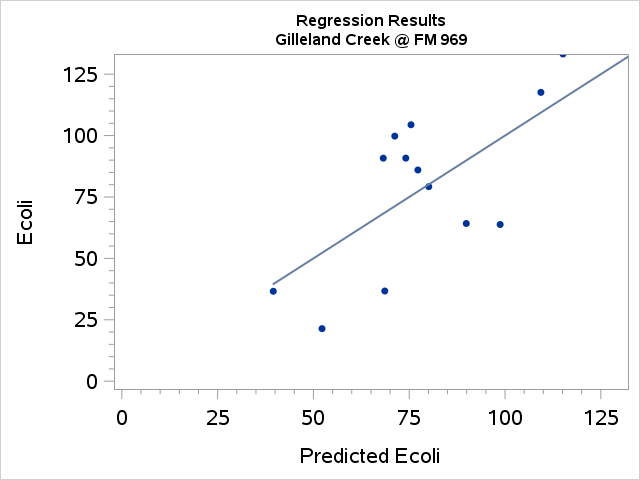 Regression Results
Gilleland Creek @ FM 969
125
100
75
50
25
0
Ecoli
0 25 50 75 100 125
Predicted Ecoli